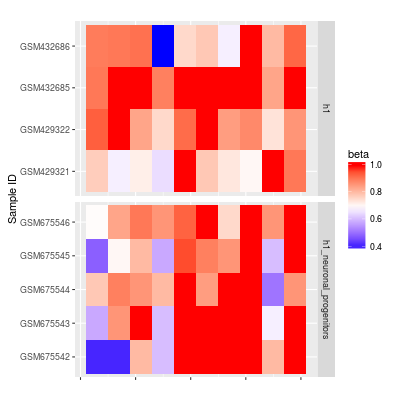 GSM432686
GSM432685
GSM429322
GSM429321
h1
GSM675546
GSM675545
GSM675544
GSM675543
GSM675542
h1_neuronal_progenitors
Sample ID
beta
1.0
0.8
0.6
0.4